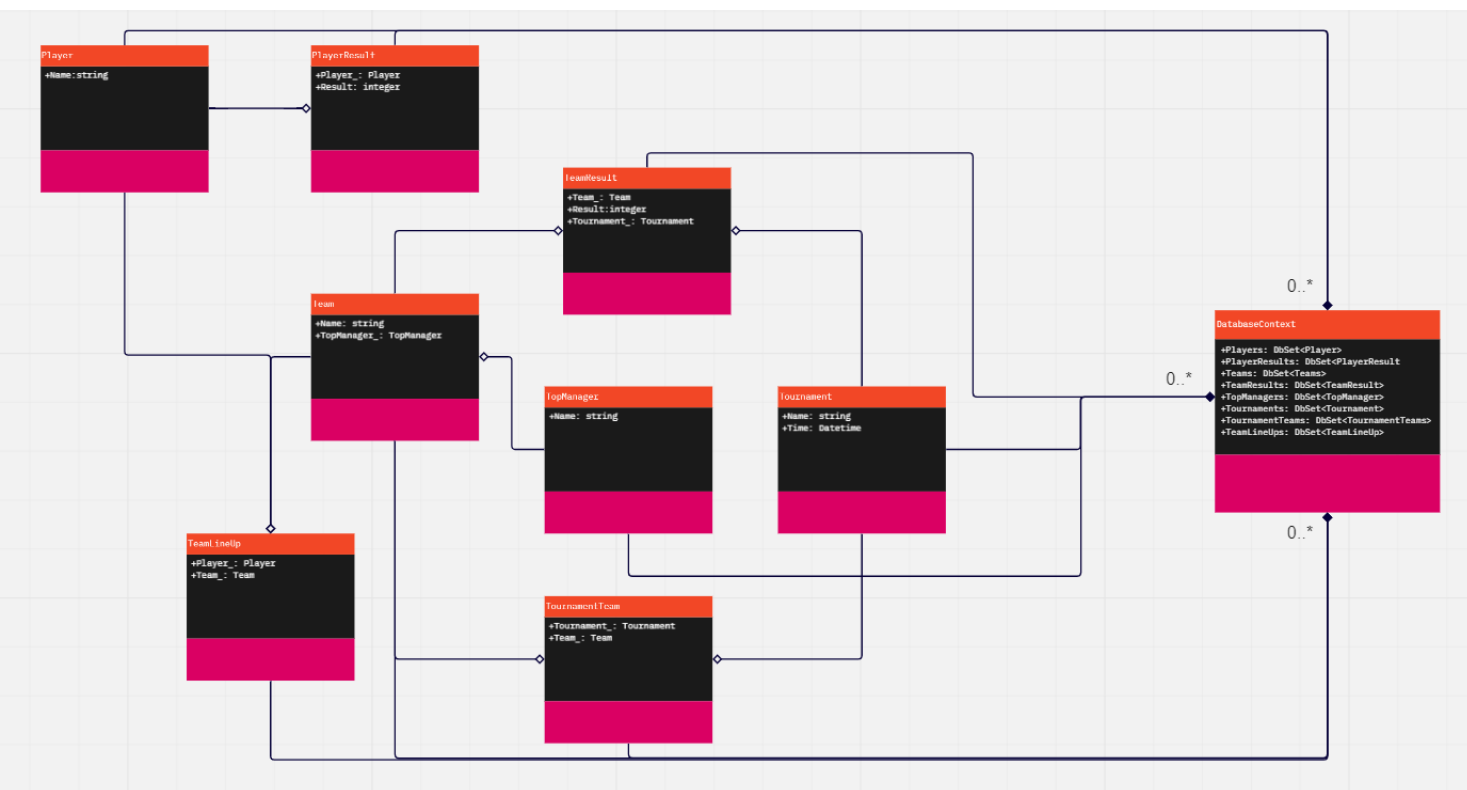 Player
+Name:string
PlayerResult
+Player_: Player
+Result: integer
TeamResult
+Team_: Team
+Result:integer
+Tournament_: Tournament
Team
+Name: string
+TopManager_: TopManager
0..*
DatabaseContext
+Players: DbSet<Player>
+PlayerResults: DbSet<PlayerResult
+Teams: DbSet<Teams>
+TeamResults: DbSet<TeamResult>
+TopManagers: DbSet<TopManager>
+Tournaments: DbSet<Tournament>
+TournamentTeams: DbSet<TournamentTeams>
+TeamLineUps: DbSet<TeamLineUp>
0..*
TopManager
+Name: string
Tournament
+Name: string
+Time: Datetime
0..*
TeamLineUp
+Player_: Player
+Team_: Team
TournamentTeam
+Tournament_: Tournament
+Team_: Team